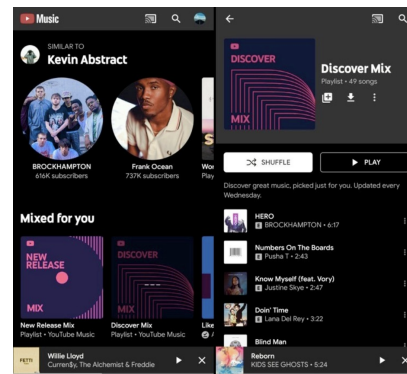 Music
SIMILAR TO
Kevin Abstract
BROCKHAMPTON
616K subscribers
Frank Ocean
737K subscribers
Mixed for you
NEW
RELEASE
MIX
New Release Mix
Playlist • YouTube Music
DISCOVER
MIX
Discover Mix
Playlist • YouTube Music
Like
FETTI
Willie Lloyd
Curren$y, The Alchemist & Freddie
DISCOVER
MIX
Discover Mix
Playlist • 49 songs
SHUFFLE
PLAY
Discover great music, picked just for you. Updated every
Wednesday.
HERO
E BROCKHAMPTON • 6:17
Numbers On The Boards
E Pusha T • 2:43
Know Myself (feat. Vory)
E Justine Skye • 2:47
Doin' Time
E Lana Del Rey • 3:22
Blind Man
Reborn
KIDS SEE GHOSTS • 5:24